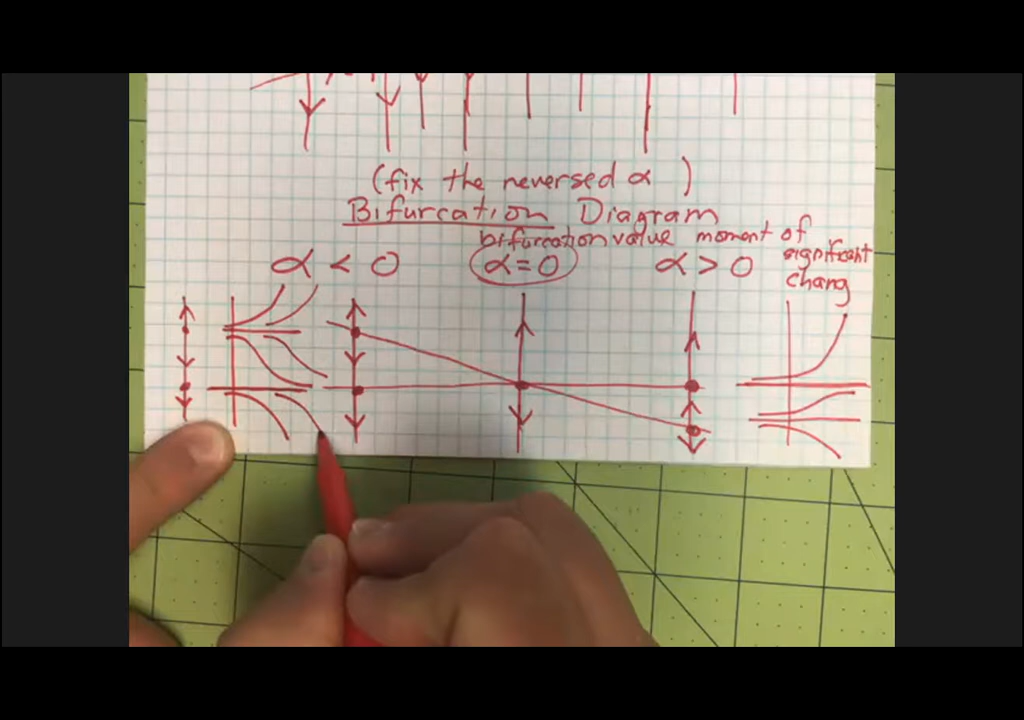 (fix the reversed α )
Bifurcation Diagram
bifurcation value moment of
significant
chang
α < 0 α = 0 α > 0